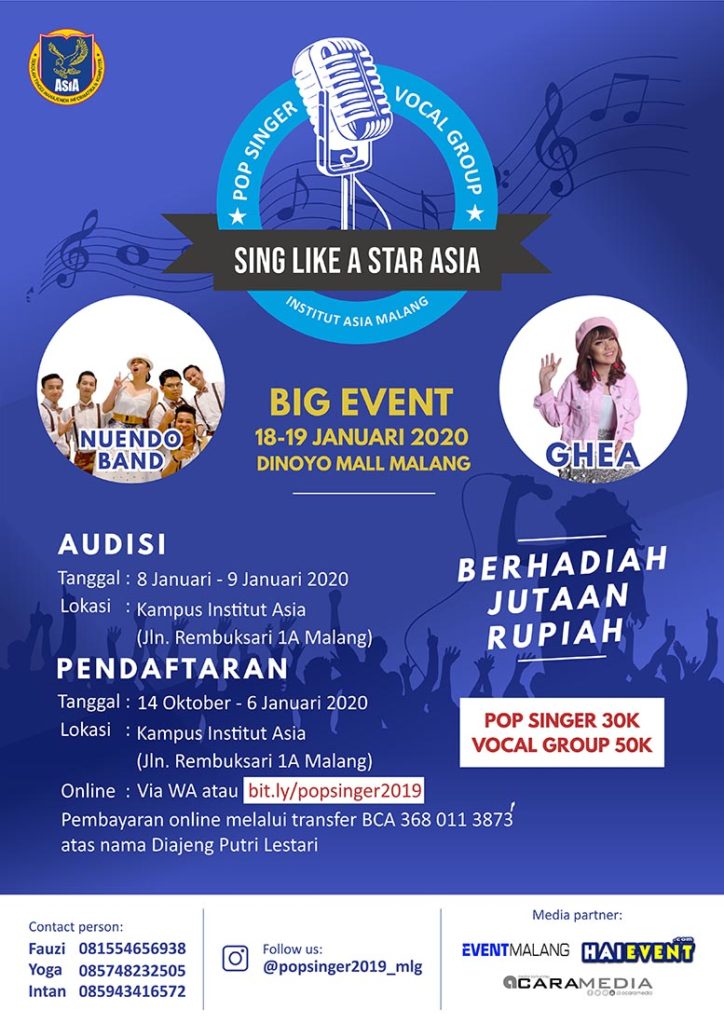 ASIA
POP SINGER
VOCAL GROUP
SING LIKE A STAR ASIA
INSTITUT ASIA MALANG
NUENDO
BAND
BIG EVENT
18-19 JANUARI 2020
DINOYO MALL MALANG
GHEA
AUDISI
Tanggal : 8 Januari - 9 Januari 2020
Lokasi : Kampus Institut Asia
(Jln. Rembuksari 1A Malang)
PENDAFTARAN
Tanggal : 14 Oktober - 6 Januari 2020
Lokasi : Kampus Institut Asia
(Jln. Rembuksari 1A Malang)
Online : Via WA atau bit.ly/popsinger2019
Pembayaran online melalui transfer BCA 368 011 3873
atas nama Diajeng Putri Lestari
BERHADIAH
JUTAAN
RUPIAH
POP SINGER 30K
VOCAL GROUP 50K
Contact person:
Fauzi 081554656938
Yoga 085748232505
Intan 085943416572
Follow us:
@popsinger2019_mlg
Media partner:
EVENTMALANG
HAIEVENT.com
aCARAMEDIA